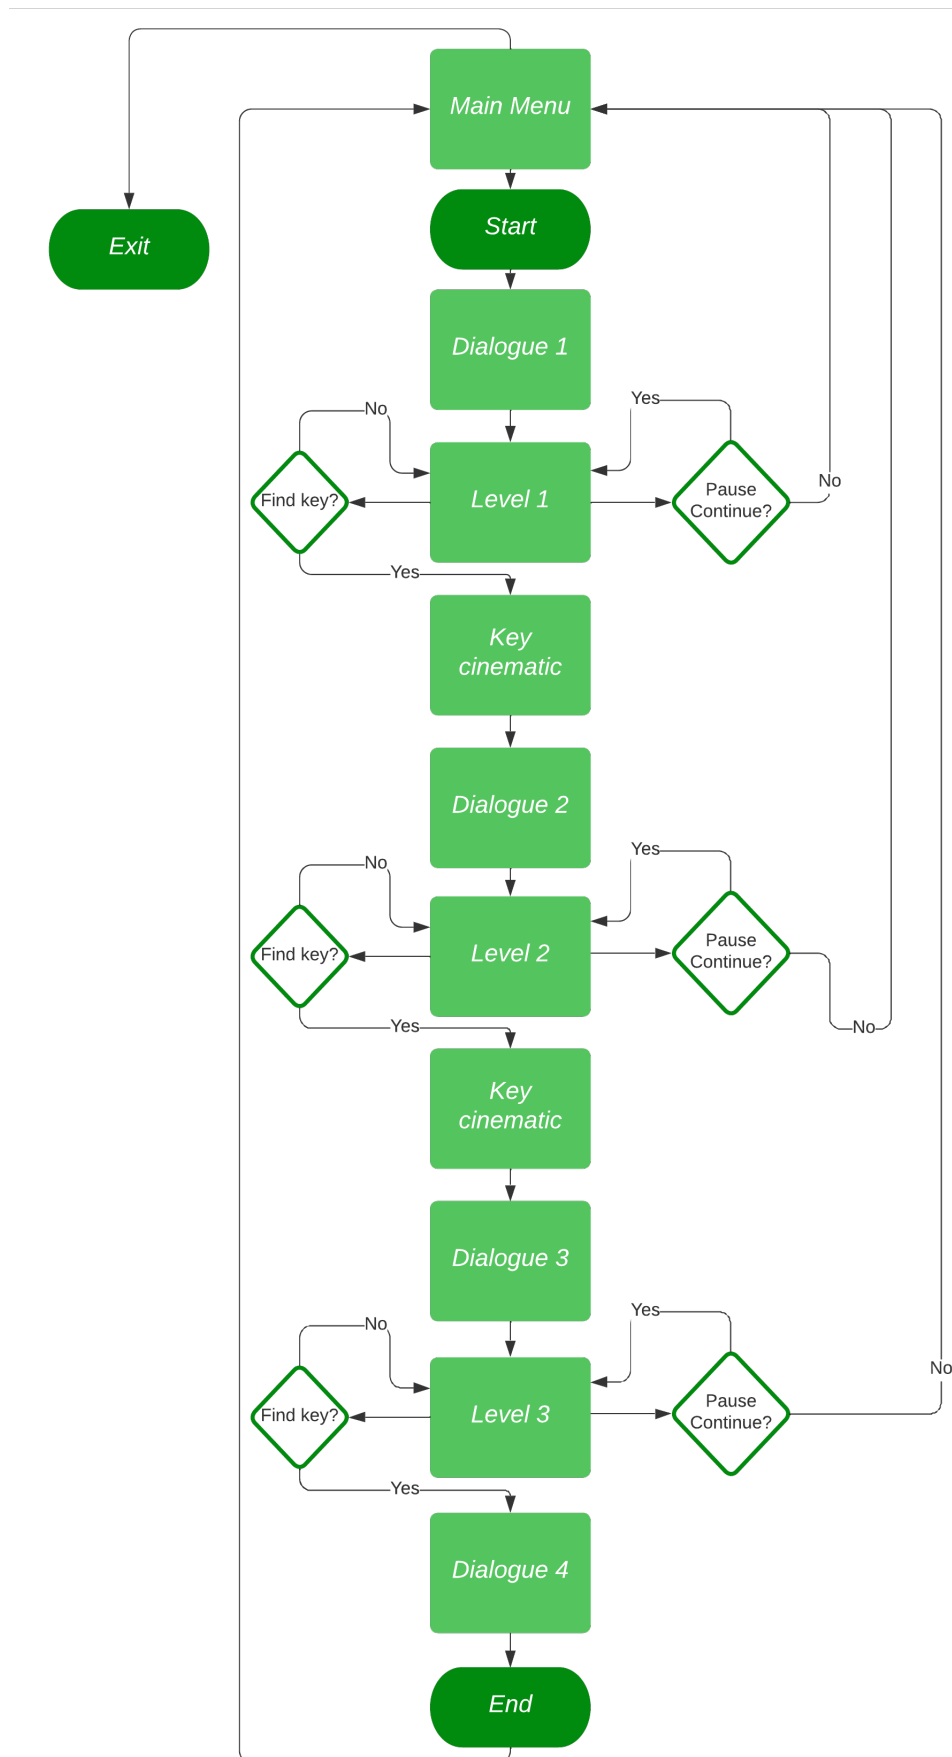 Main Menu
Start
Exit
Dialogue 1
No
Yes
Find key?
Level 1
Pause
Continue?
No
Yes
Key
cinematic
Dialogue 2
No
Yes
Find key?
Level 2
Pause
Continue?
Yes
No
Key
cinematic
Dialogue 3
No
Yes
Find key?
Level 3
Pause
Continue?
No
Yes
Dialogue 4
End